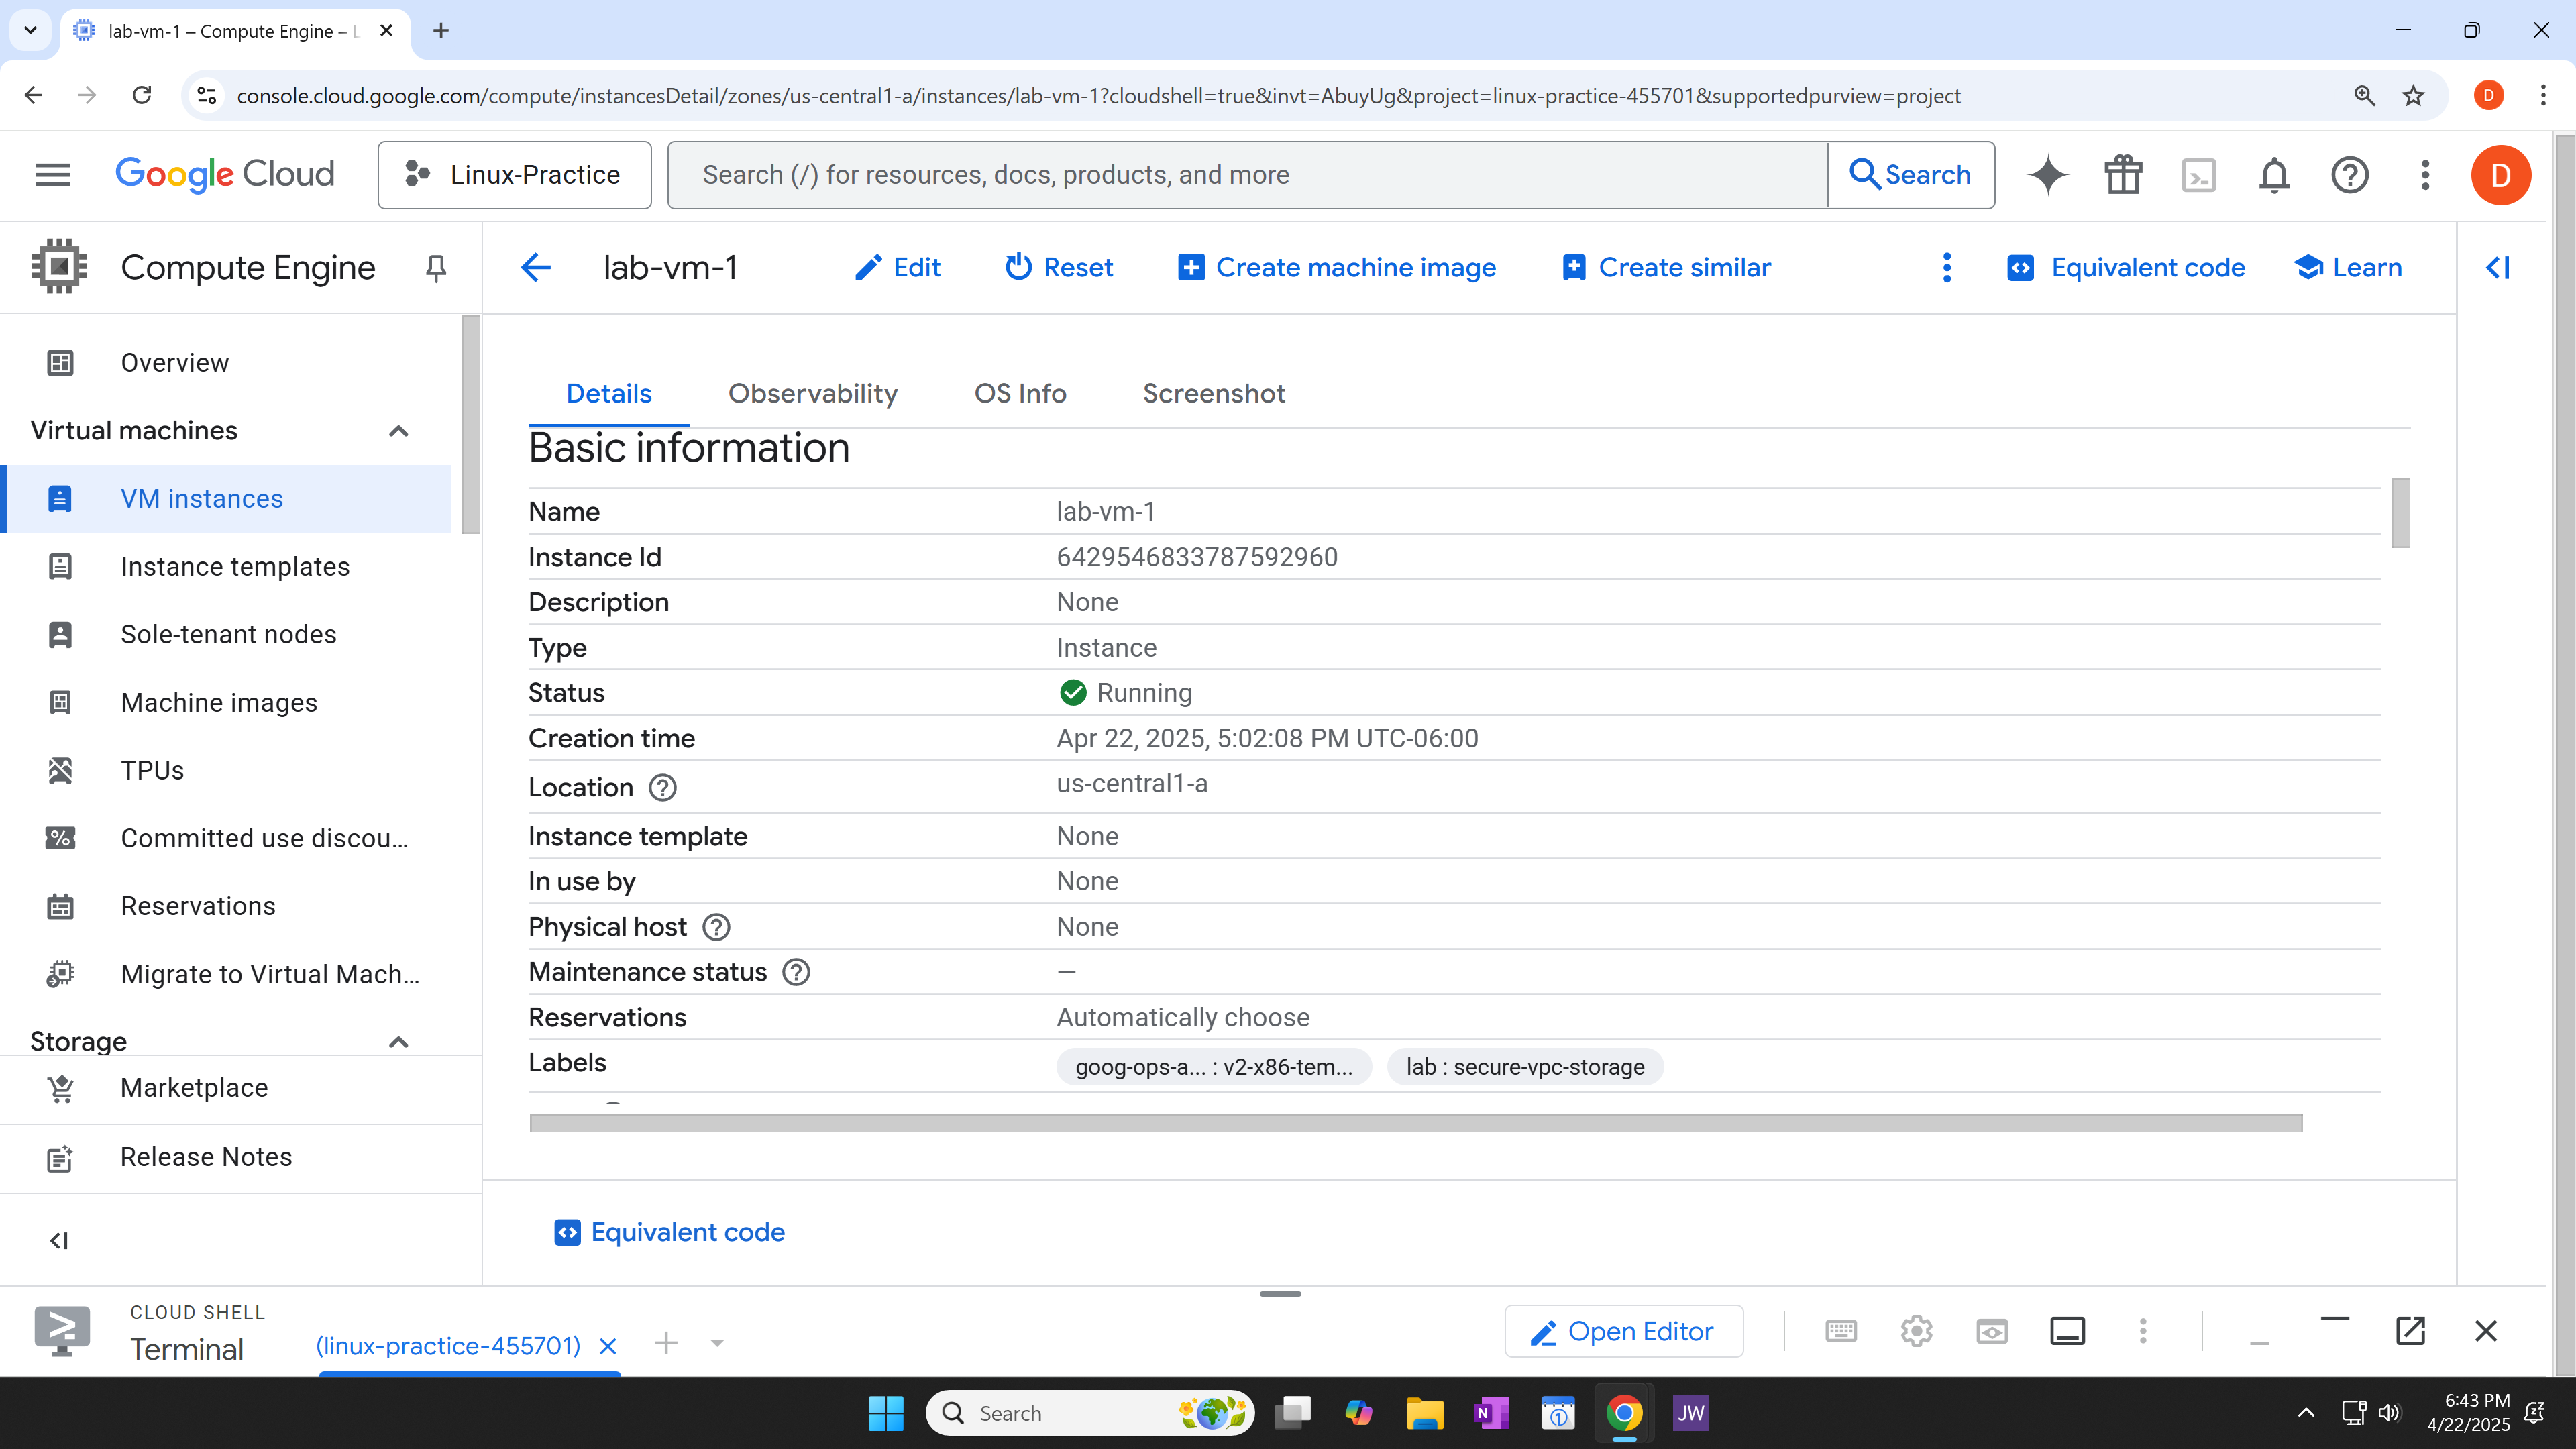 lab-vm-1 – Compute Engine – L
console.cloud.google.com/compute/instancesDetail/zones/us-central1-a/instances/lab-vm-1?cloudshell=true&invt=AbuyUg&project=linux-practice-455701&supportedpurview=project
D
Google Cloud
Linux-Practice
Search (/) for resources, docs, products, and more
Search
D
Compute Engine
lab-vm-1
Edit
Reset
Create machine image
Create similar
Equivalent code
Learn
Overview
Virtual machines
VM instances
Instance templates
Sole-tenant nodes
Machine images
TPUs
Committed use discou...
Reservations
Migrate to Virtual Mach...
Storage
Marketplace
Release Notes
Details
Observability
OS Info
Screenshot
Basic information
Name lab-vm-1
Instance Id 6429546833787592960
Description None
Type Instance
Status Running
Creation time Apr 22, 2025, 5:02:08 PM UTC-06:00
Location us-central1-a
Instance template None
In use by None
Physical host None
Maintenance status —
Reservations Automatically choose
Labels goog-ops-a... : v2-x86-tem... lab : secure-vpc-storage
Equivalent code
CLOUD SHELL
Terminal
(linux-practice-455701)
Open Editor
Search
N
1
JW
6:43 PM
4/22/2025